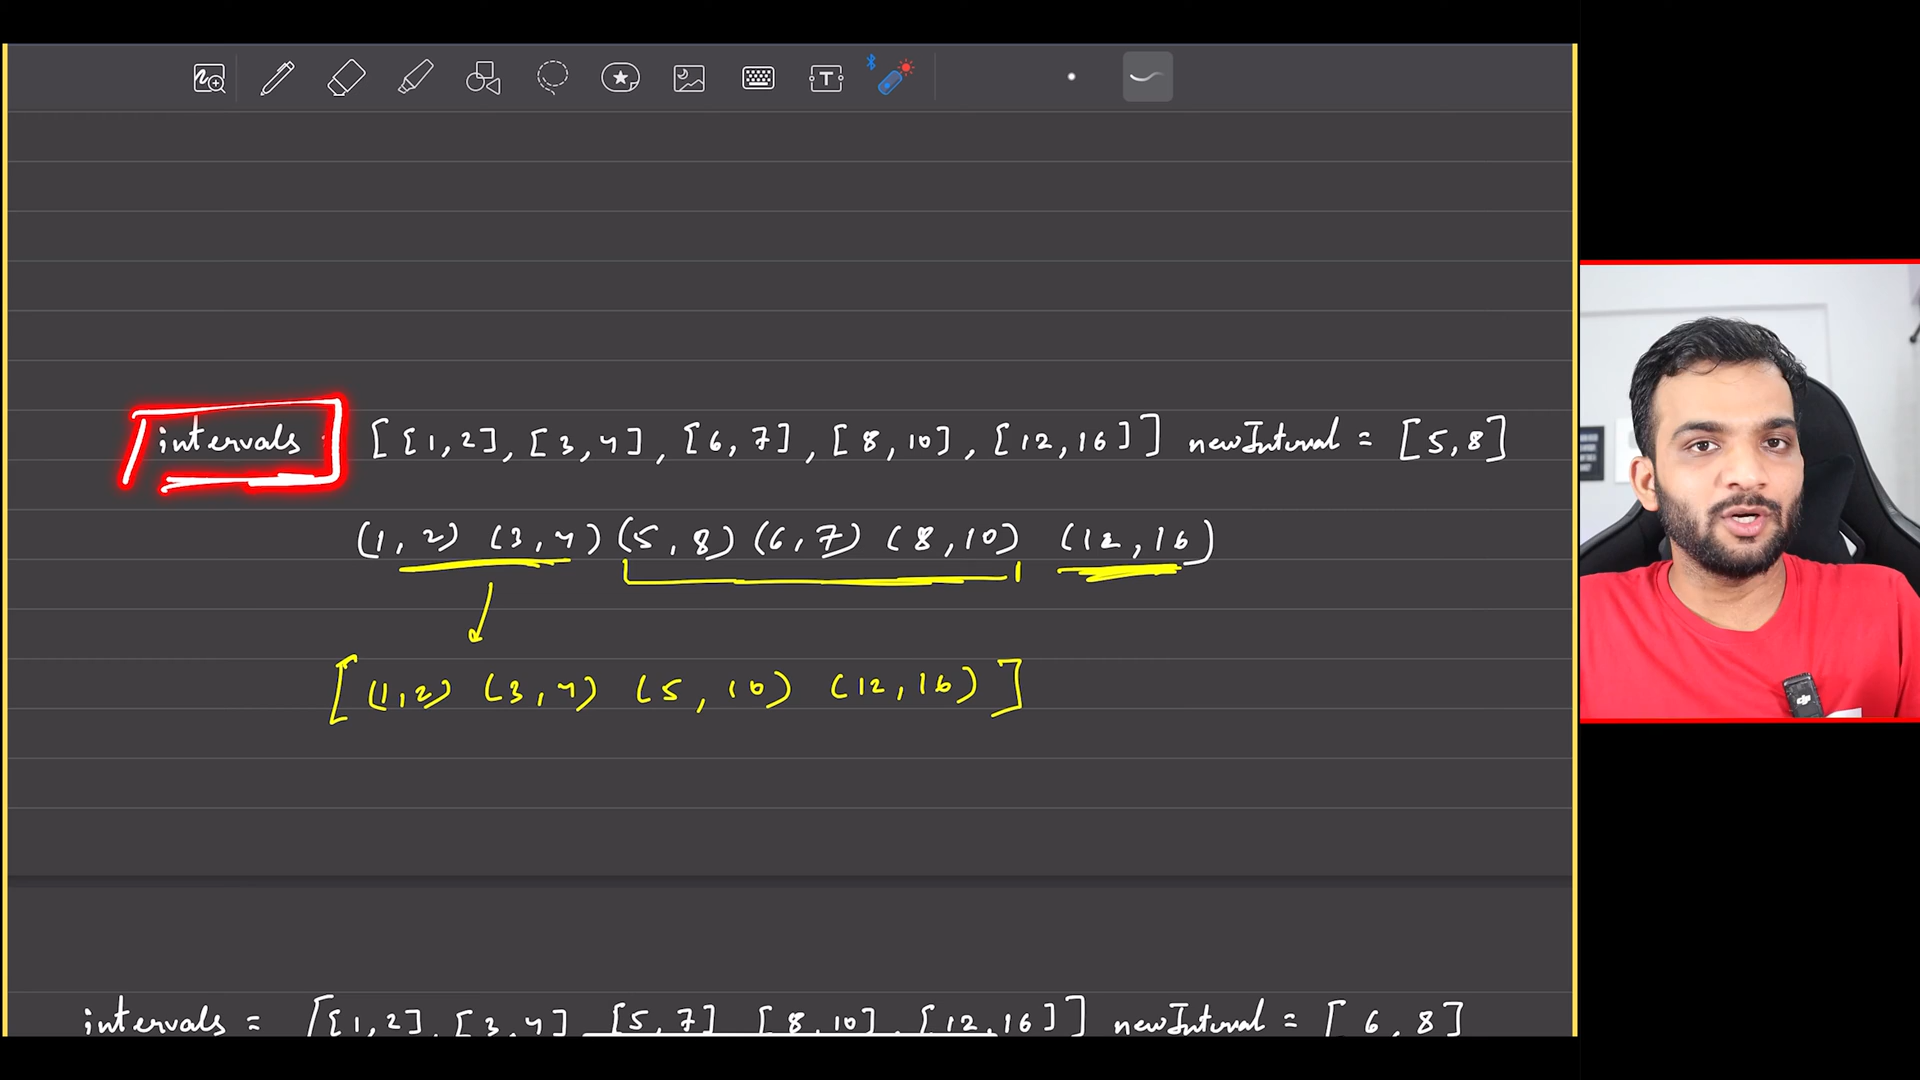 intervals : [[1,2], [3,4], [6,7], [8,10], [12,16]] newInterval = [5,8]
(1,2) (3,4) (5,8) (6,7) (8,10) (12,16)
[(1,2) (3,4) (5,10) (12,16)]
intervals = [[1,2], [3,4], [5,7], [8,10], [12,16]] newInterval = [6,8]